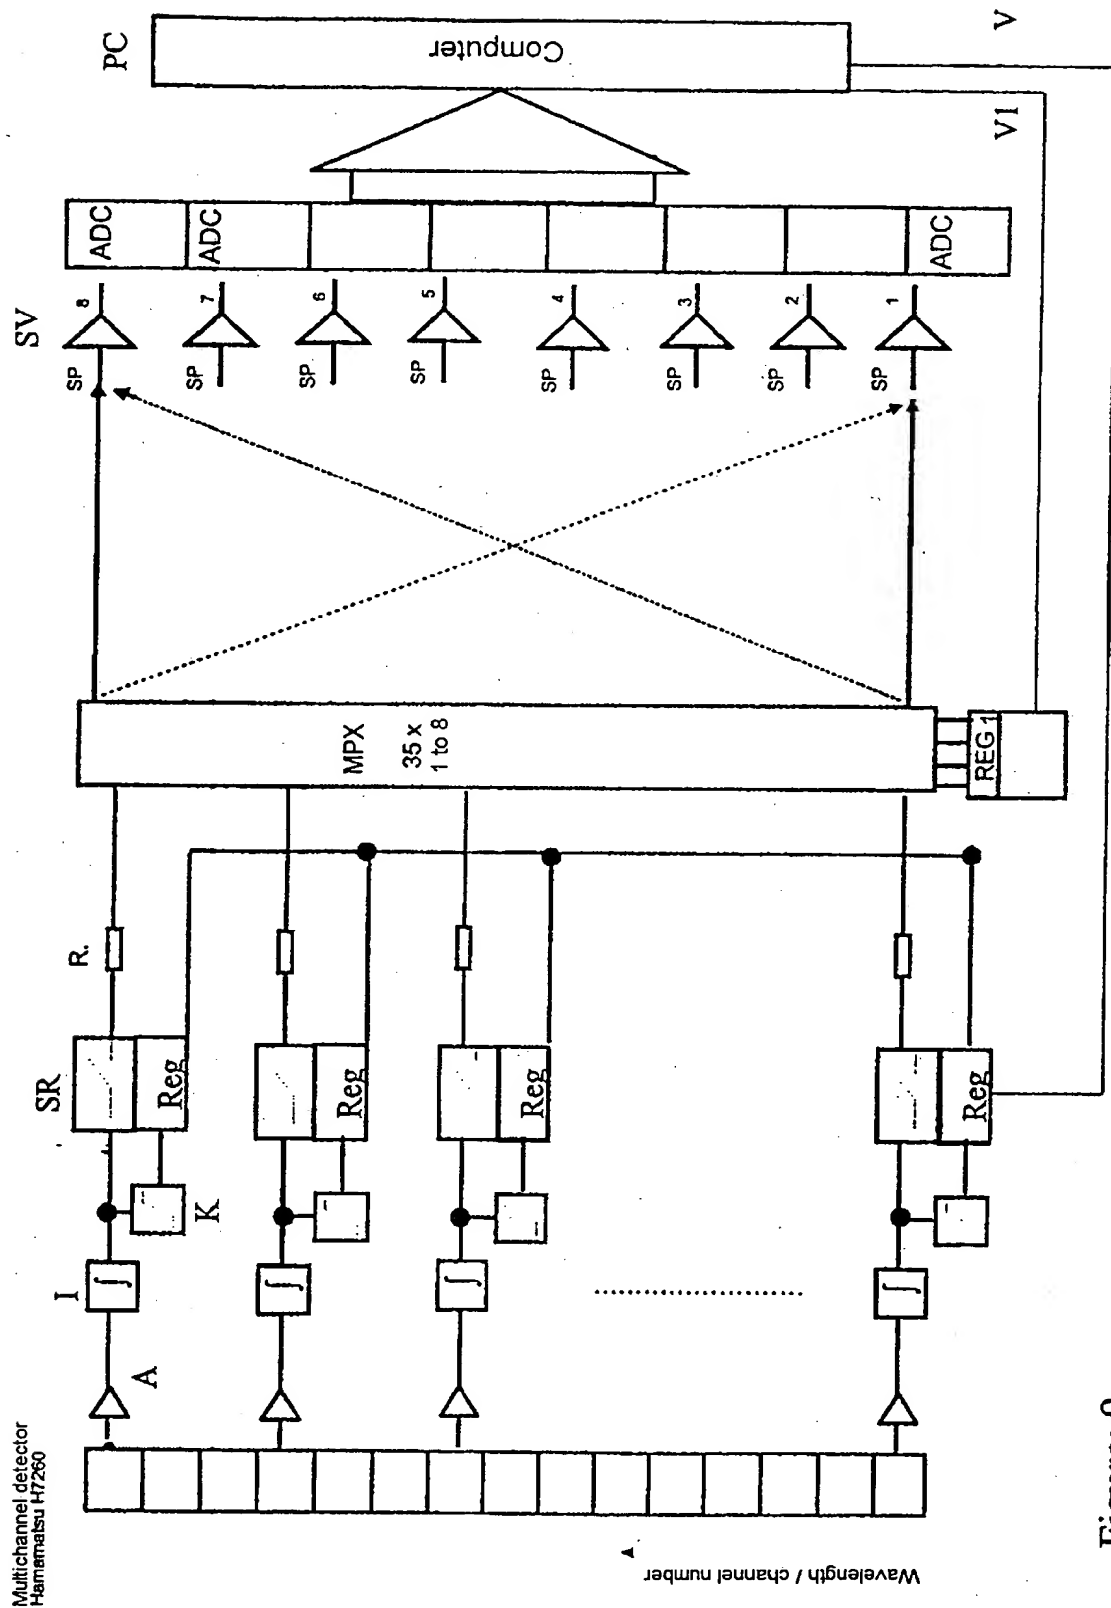 Multichannel detector
Hamamatsu H7260
Wavelength / channel number
A
I
K
SR
Reg
Reg
Reg
Reg
R.
MPX
35 x
1 to 8
REG 1
SP
SP
SP
SP
SP
SP
SP
SP
8
7
6
5
4
3
2
1
SV
ADC
ADC
ADC
PC
Computer
V1
V